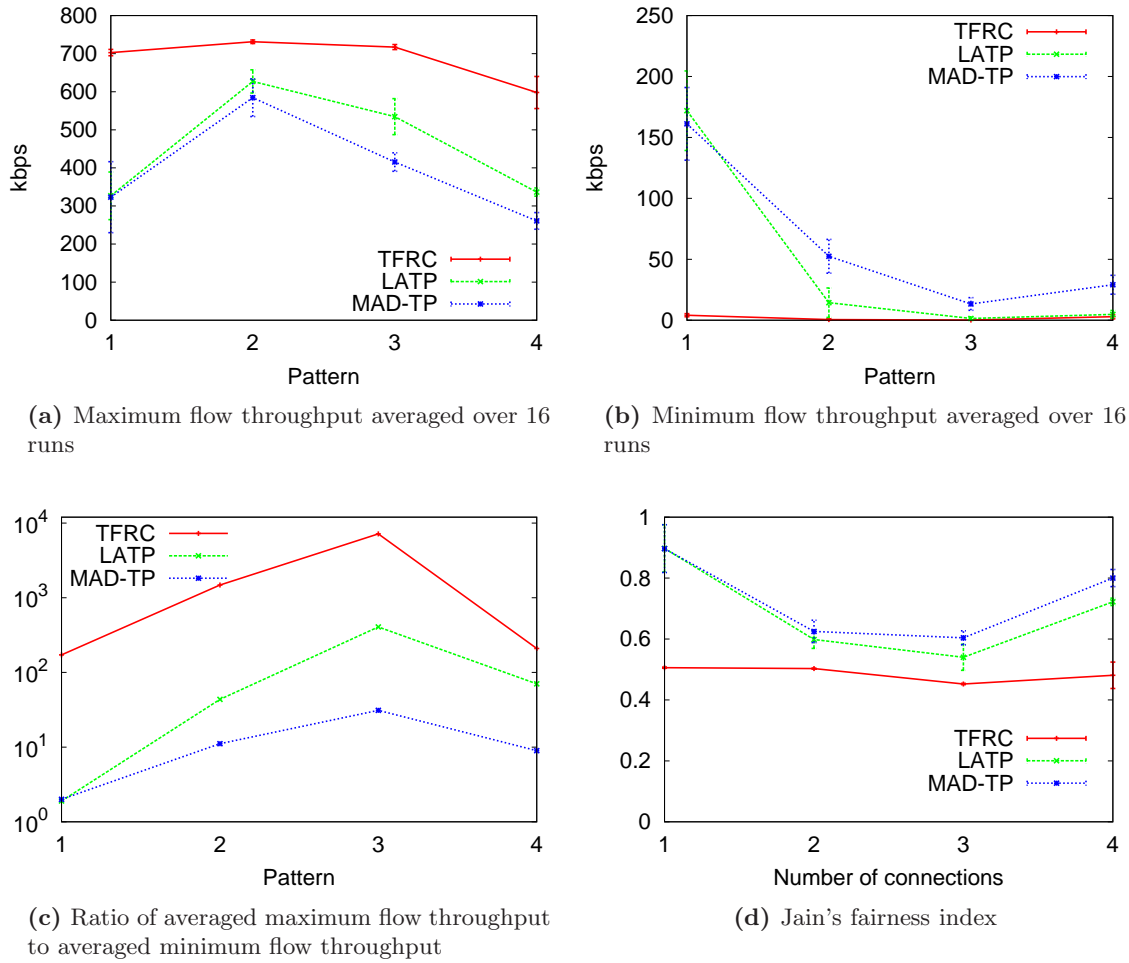 800
700
600
500
400
300
200
100
0
kbps
1 2 3 4
Pattern
TFRC
LATP
MAD-TP
(a) Maximum flow throughput averaged over 16
runs
250
200
150
100
50
0
kbps
1 2 3 4
Pattern
TFRC
LATP
MAD-TP
(b) Minimum flow throughput averaged over 16
runs
10^4
10^3
10^2
10^1
10^0
1 2 3 4
Pattern
TFRC
LATP
MAD-TP
(c) Ratio of averaged maximum flow throughput
to averaged minimum flow throughput
1
0.8
0.6
0.4
0.2
0
1 2 3 4
Number of connections
TFRC
LATP
MAD-TP
(d) Jain's fairness index